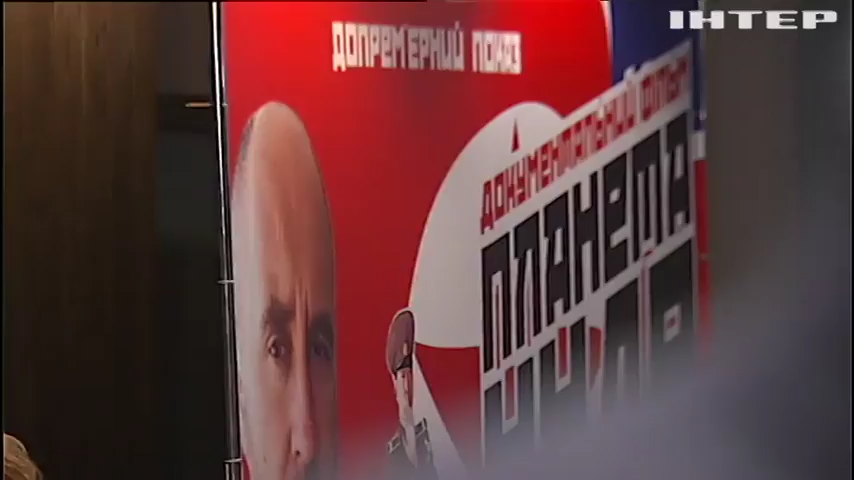 ІНТЕР
ДОПРЕМ'ЄРНИЙ ПОКАЗ
ДОКУМЕНТАЛЬНИЙ ФІЛЬМ
ПЛАНЕТА